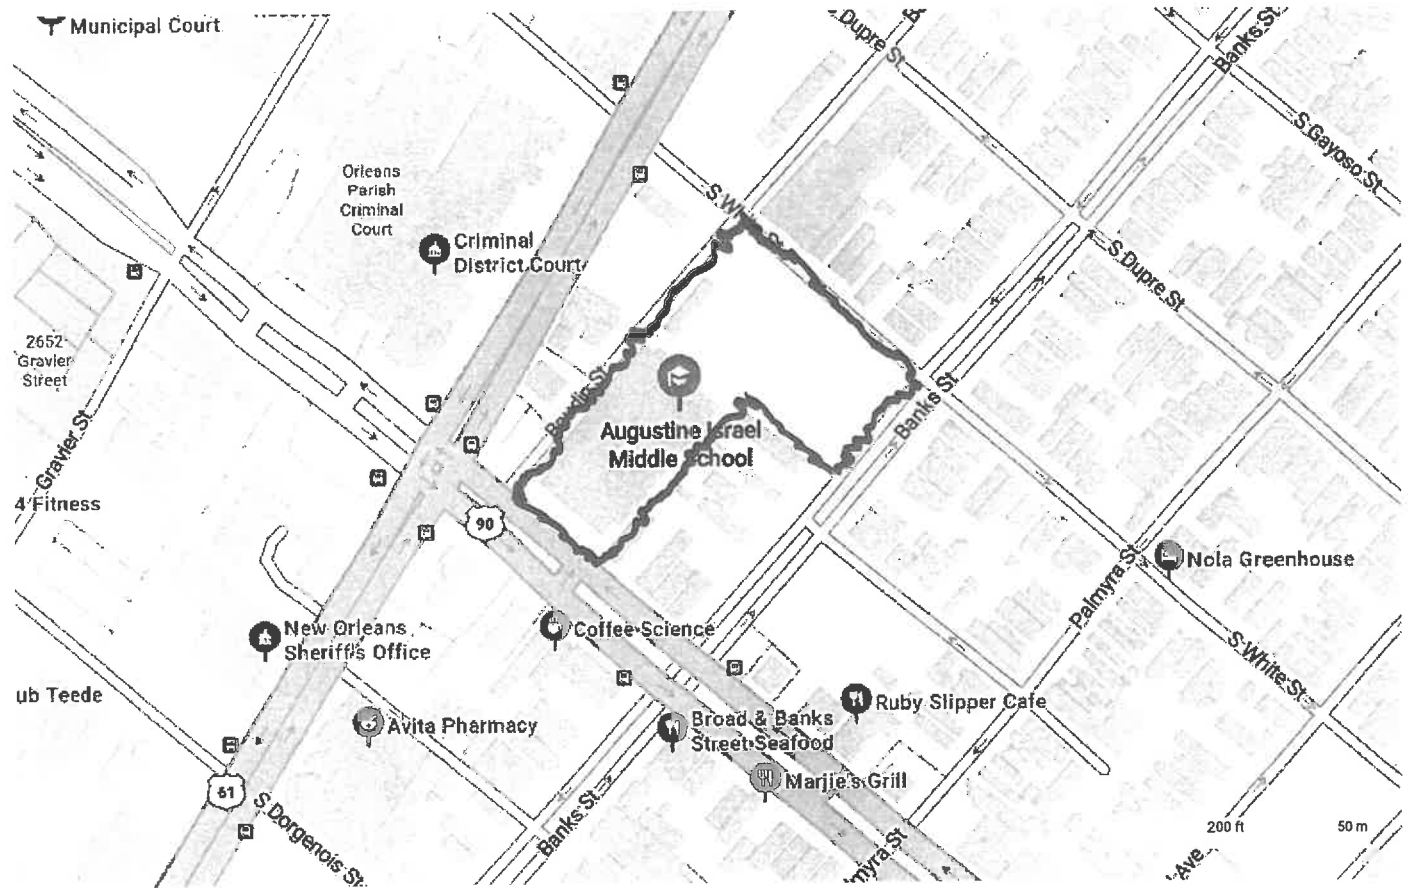 Municipal Court
S Dupre St
Banks St
S Gayoso St
Orleans
Parish
Criminal
Court
Criminal
District Court
S White St
S Dupre St
2652
Gravier
Street
Gravier St
Augustine Israel
Middle School
Banks St
4 Fitness
90
Nola Greenhouse
Palmyra St
New Orleans
Sheriff's Office
Coffee Science
S White St
ub Teede
Avita Pharmacy
Ruby Slipper Cafe
Broad & Banks
Street Seafood
Marjie's Grill
61
S Dorgenois St
Banks St
myra St
200 ft
50 m
Ave